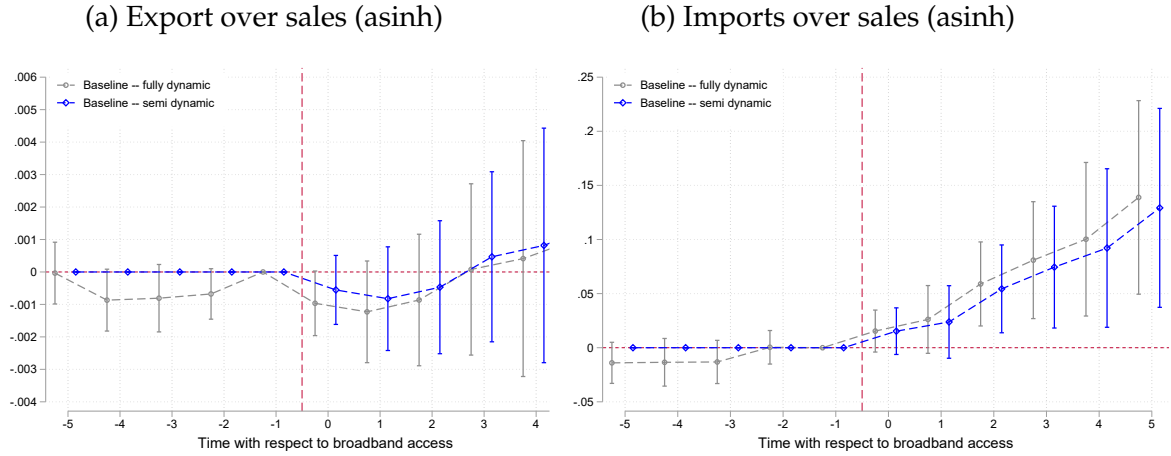 (a) Export over sales (asinh)
.006
.005
.004
.003
.002
.001
0
-.001
-.002
-.003
-.004
Baseline -- fully dynamic
Baseline -- semi dynamic
-5 -4 -3 -2 -1 0 1 2 3 4
Time with respect to broadband access
(b) Imports over sales (asinh)
.25
.2
.15
.1
.05
0
-.05
Baseline -- fully dynamic
Baseline -- semi dynamic
-5 -4 -3 -2 -1 0 1 2 3 4 5
Time with respect to broadband access